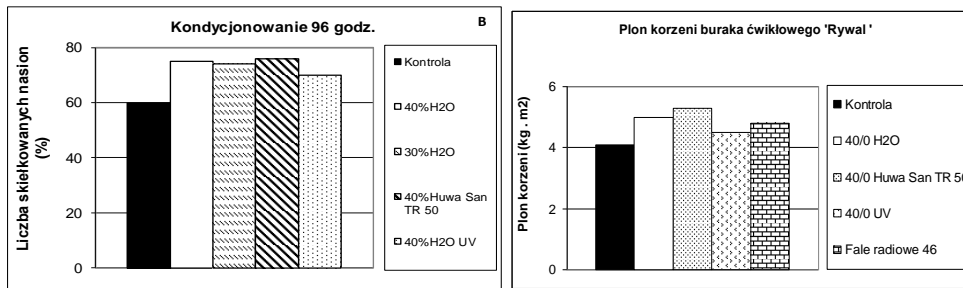 Kondycjonowanie 96 godz.
B
Liczba skiełkowanych nasion
(%)
80
60
40
20
0
Kontrola
40%H2O
30%H2O
40%Huwa San
TR 50
40%H2O UV
Plon korzeni buraka ćwikłowego 'Rywal '
Plon korzeni (kg . m2)
6
4
2
0
Kontrola
40/0 H2O
40/0 Huwa San TR 50
40/0 UV
Fale radiowe 46